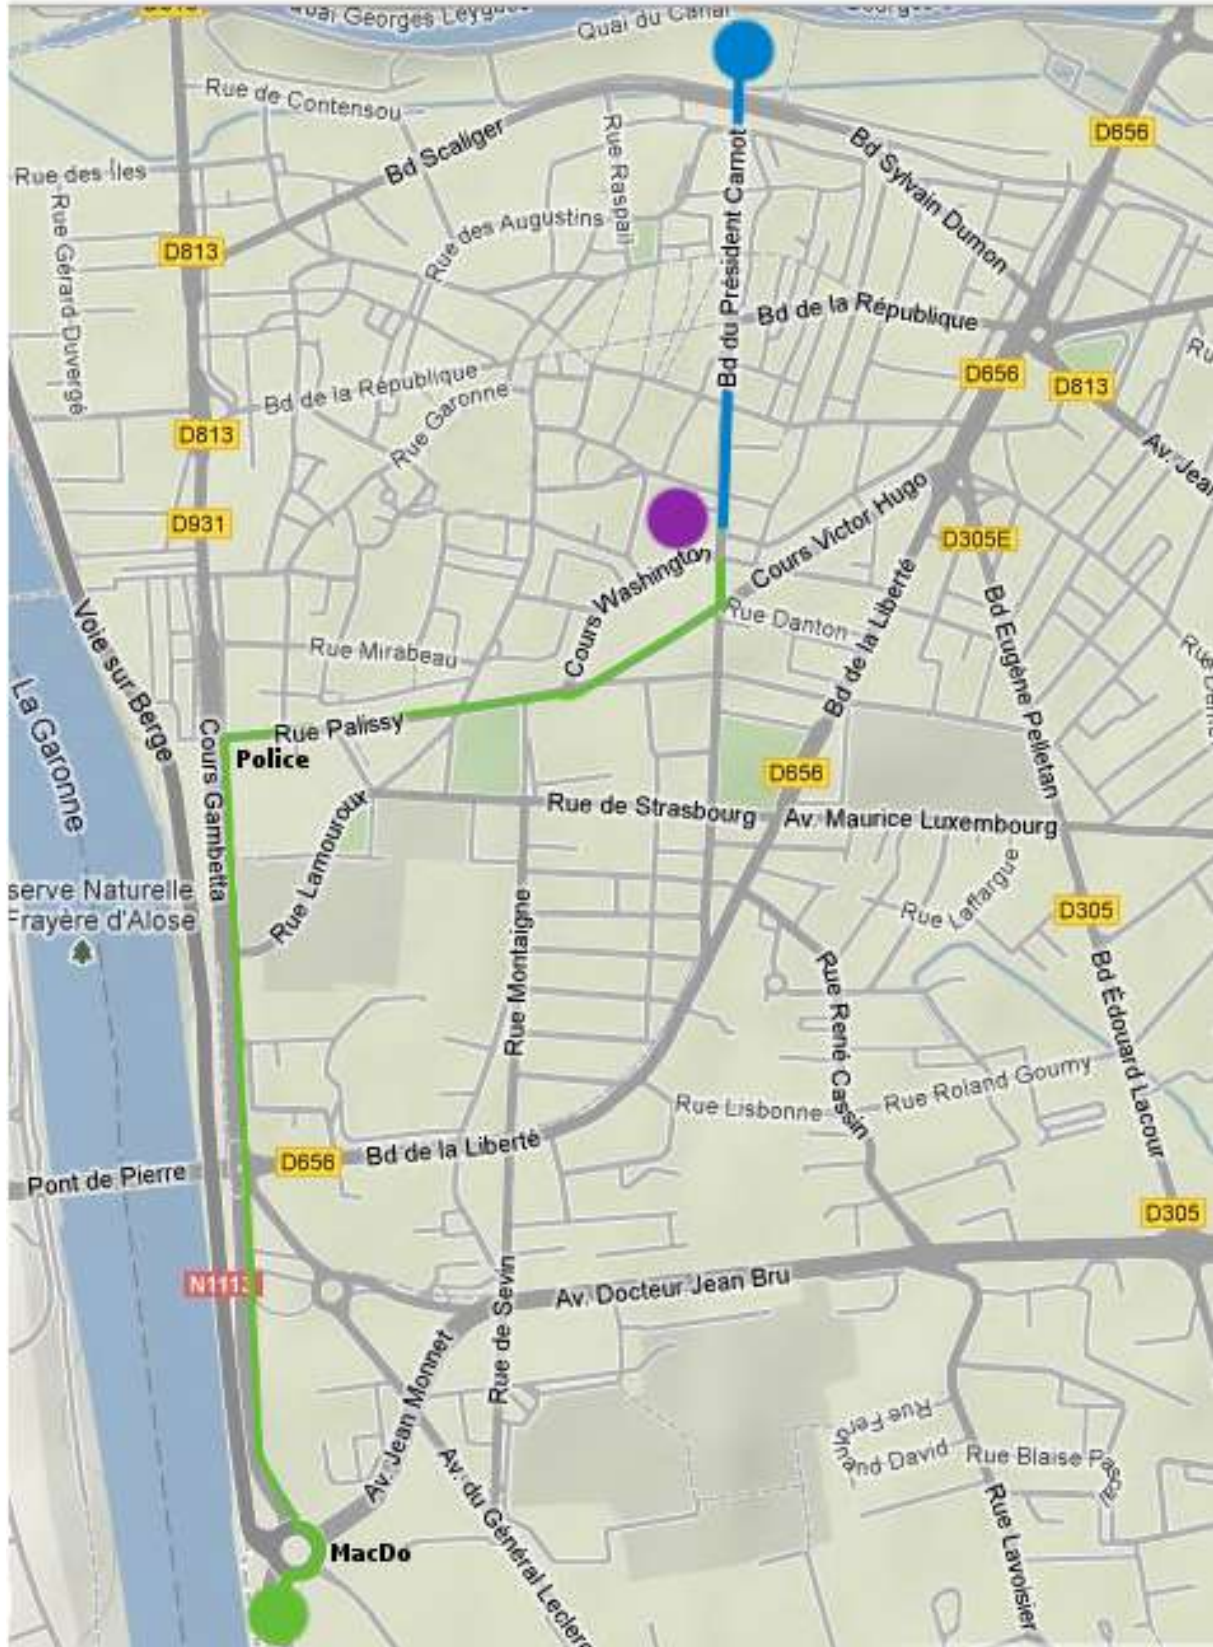 Quai Georges Leygues
Quai du Canal
Rue de Contensou
Bd Scaliger
Rue Raspail
Bd du Président Carnot
Bd Sylvain Dumon
D656
Rue des Îles
Rue Gérard Duvergé
D813
Rue des Augustins
Bd de la République
D656
D813
Bd de la République
Rue Garonne
D813
Av. Jean
D931
Cours Victor Hugo
D305E
Cours Washington
Rue Danton
Bd de la Liberté
Bd Eugène Pelletan
Voie sur Berge
La Garonne
Rue Mirabeau
Rue Palissy
Police
Cours Gambetta
D656
Rue de Strasbourg
Av. Maurice Luxembourg
Rue Lamouroux
serve Naturelle
Frayère d'Alose
Rue Montaigne
Rue Laffargue
D305
Rue René Cassin
Bd Édouard Lacour
Rue Lisbonne
Rue Roland Goumy
Pont de Pierre
D656
Bd de la Liberté
D305
N1113
Av. Docteur Jean Bru
Rue de Sevin
Av. Jean Monnet
Rue Blaise Pascal
Rue Lavoisier
Av. du Général Leclerc
MacDo